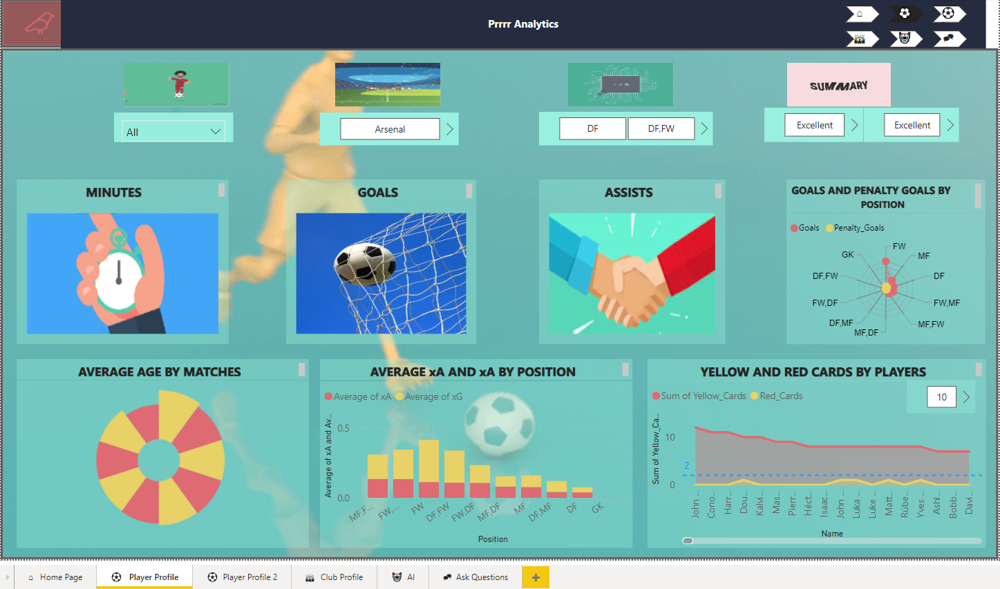 Prrrr Analytics
SUMMARY
All
Arsenal
DF
DF,FW
Excellent
Excellent
MINUTES
GOALS
ASSISTS
GOALS AND PENALTY GOALS BY
POSITION
Goals
Penalty_Goals
FW
MF
DF
FW,MF
MF,FW
MF,DF
DF,MF
FW,DF
DF,FW
GK
AVERAGE AGE BY MATCHES
AVERAGE xA AND xA BY POSITION
Average of xA
Average of xG
Average of xA and Av...
0.5
0.0
MF,F...
FW,...
FW
DF,FW
FW,DF
MF,DF
MF
DF,MF
DF
GK
Position
YELLOW AND RED CARDS BY PLAYERS
Sum of Yellow_Cards
Red_Cards
10
Sum of Yellow_Ca...
10
2
0
John ...
Cono...
Harr...
Dou...
Kalvi...
Mas...
Pierr...
Héct...
Isaac...
John ...
Luka ...
Luke ...
Matt...
Rúbe...
Yves ...
Ashl...
Bobb...
Davi...
Name
Home Page
Player Profile
Player Profile 2
Club Profile
AI
Ask Questions